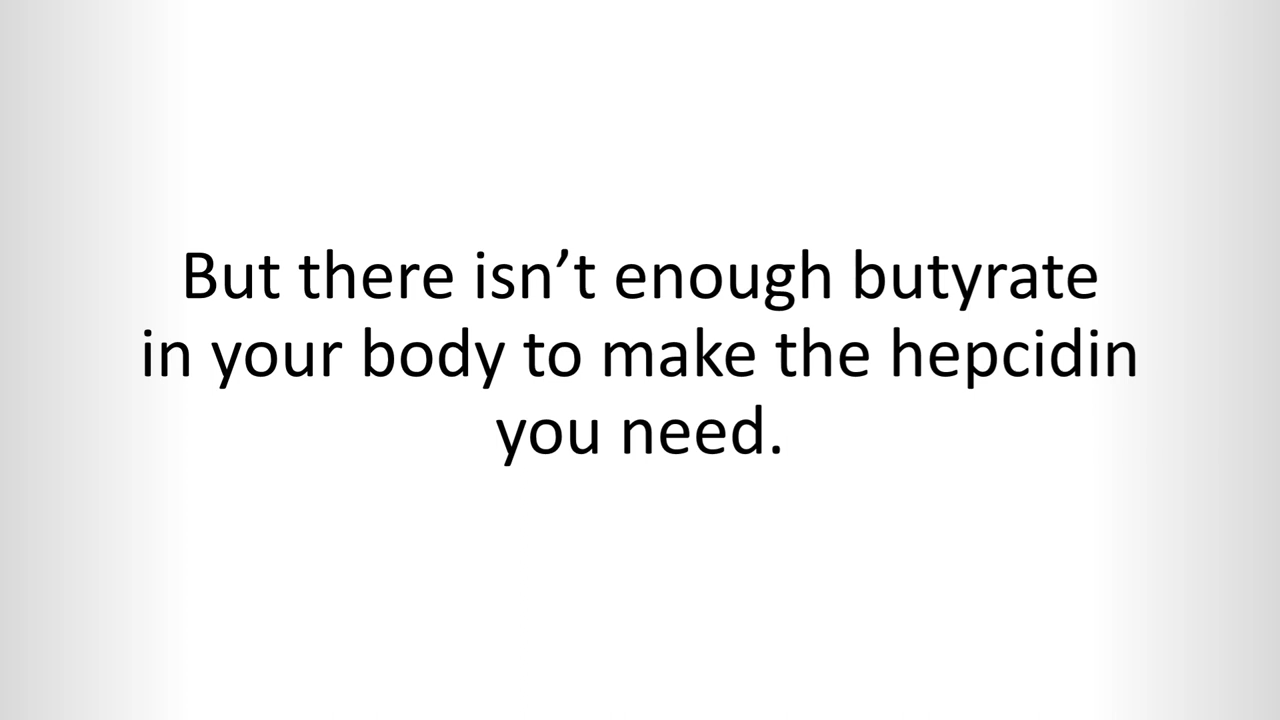 But there isn’t enough butyrate
in your body to make the hepcidin
you need.